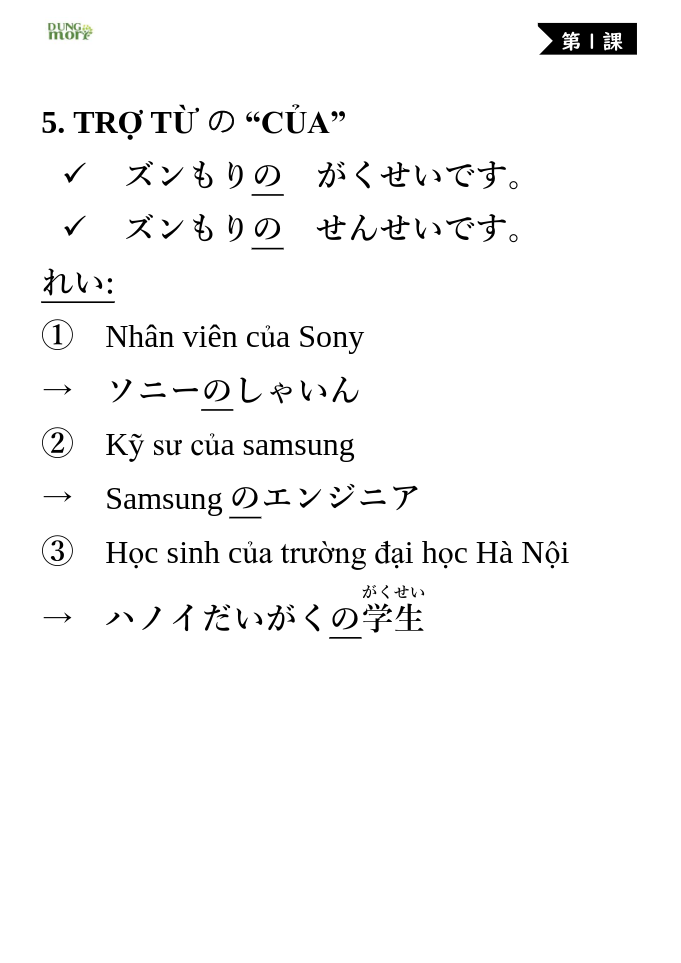 DUNG
mori
第1課
5. TRỢ TỪ の “CỦA”
✓ ズンもりの がくせいです。
✓ ズンもりの せんせいです。
れい:
① Nhân viên của Sony
→ ソニーのしゃいん
② Kỹ sư của samsung
→ Samsung のエンジニア
③ Học sinh của trường đại học Hà Nội
がくせい
→ ハノイだいがくの学生